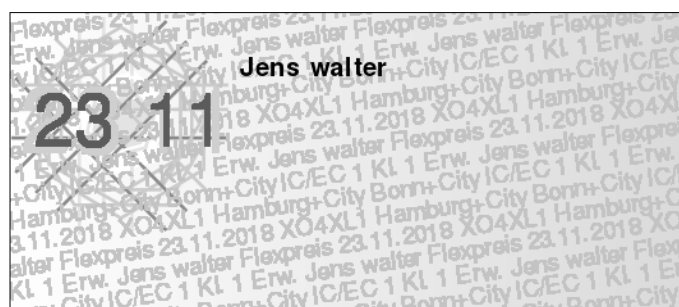 Jens walter
23 11
Flexpreis 23.11.2018 XO4XL1 Hamburg+City Bonn+City IC/EC 1 Kl. 1 Erw. Jens walter